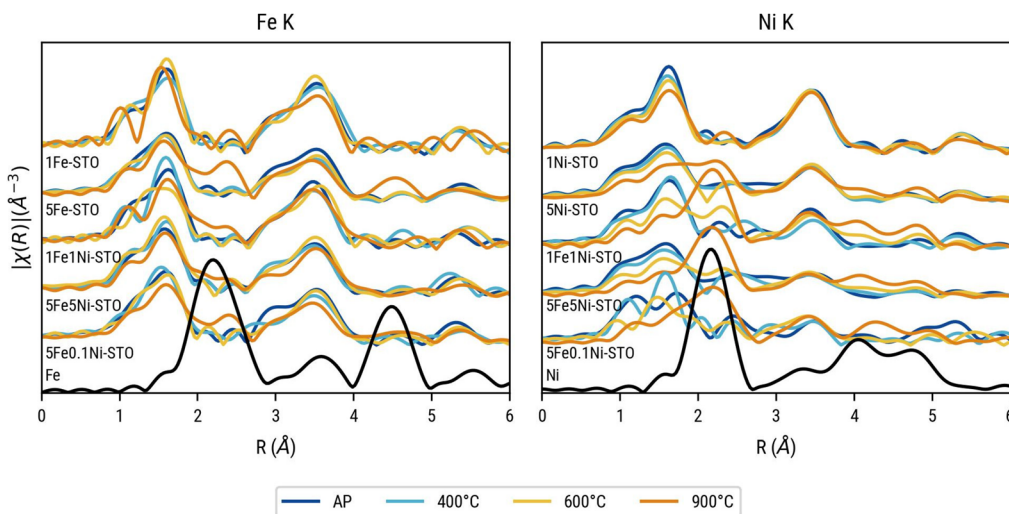 Fe K
Ni K
|χ(R)|(Å⁻³)
1Fe-STO
5Fe-STO
1Fe1Ni-STO
5Fe5Ni-STO
5Fe0.1Ni-STO
Fe
0 1 2 3 4 5 6
R (Å)
1Ni-STO
5Ni-STO
1Fe1Ni-STO
5Fe5Ni-STO
5Fe0.1Ni-STO
Ni
0 1 2 3 4 5 6
R (Å)
AP 400°C 600°C 900°C